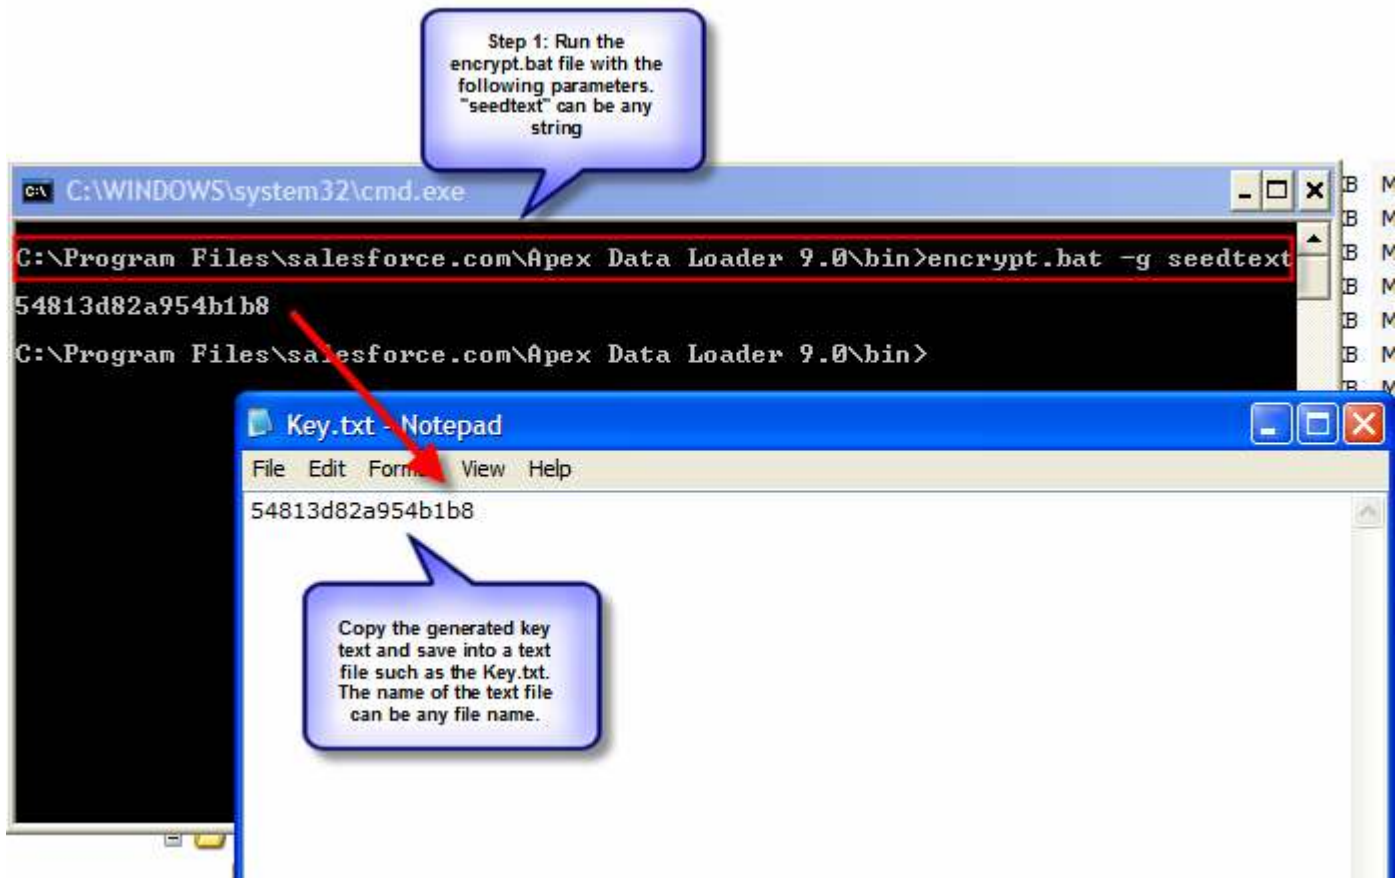 Step 1: Run the
encrypt.bat file with the
following parameters.
"seedtext" can be any
string
C:\WINDOWS\system32\cmd.exe
C:\Program Files\salesforce.com\Apex Data Loader 9.0\bin>encrypt.bat -g seedtext
54813d82a954b1b8
C:\Program Files\salesforce.com\Apex Data Loader 9.0\bin>
Key.txt - Notepad
File Edit Format View Help
54813d82a954b1b8
Copy the generated key
text and save into a text
file such as the Key.txt.
The name of the text file
can be any file name.